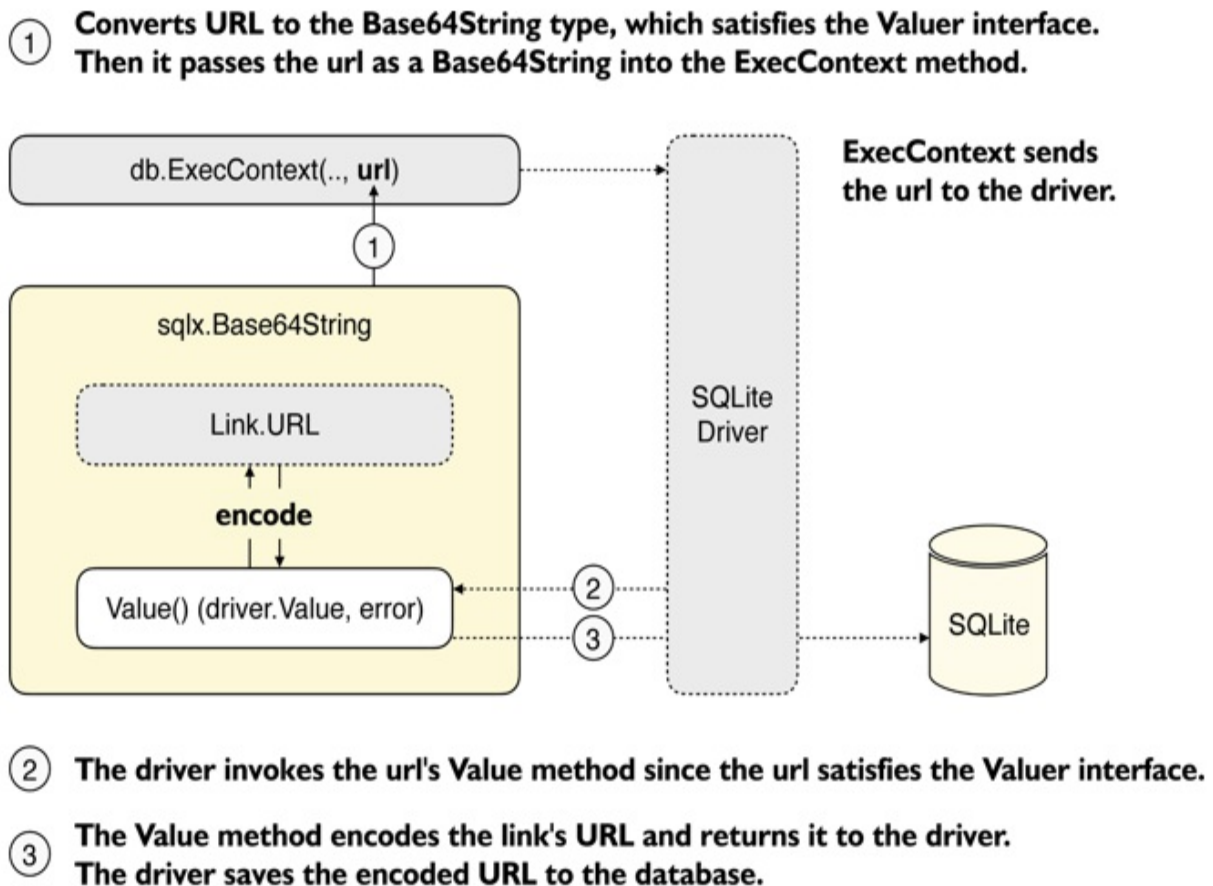 1 Converts URL to the Base64String type, which satisfies the Valuer interface.
Then it passes the url as a Base64String into the ExecContext method.
db.ExecContext(.., url)
ExecContext sends
the url to the driver.
1
sqlx.Base64String
Link.URL
encode
Value() (driver.Value, error)
2
3
SQLite
Driver
SQLite
2 The driver invokes the url's Value method since the url satisfies the Valuer interface.
3 The Value method encodes the link's URL and returns it to the driver.
The driver saves the encoded URL to the database.